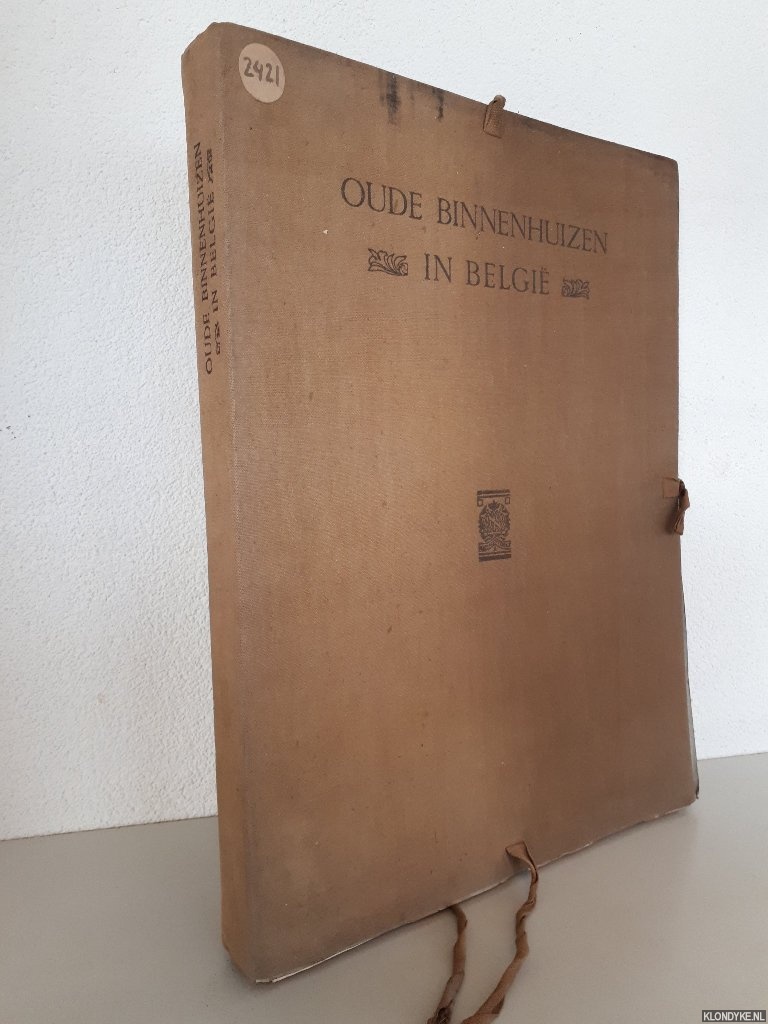 2421
OUDE BINNENHUIZEN
IN BELGIË
OUDE BINNENHUIZEN
IN BELGIË
KLONDYKE.NL